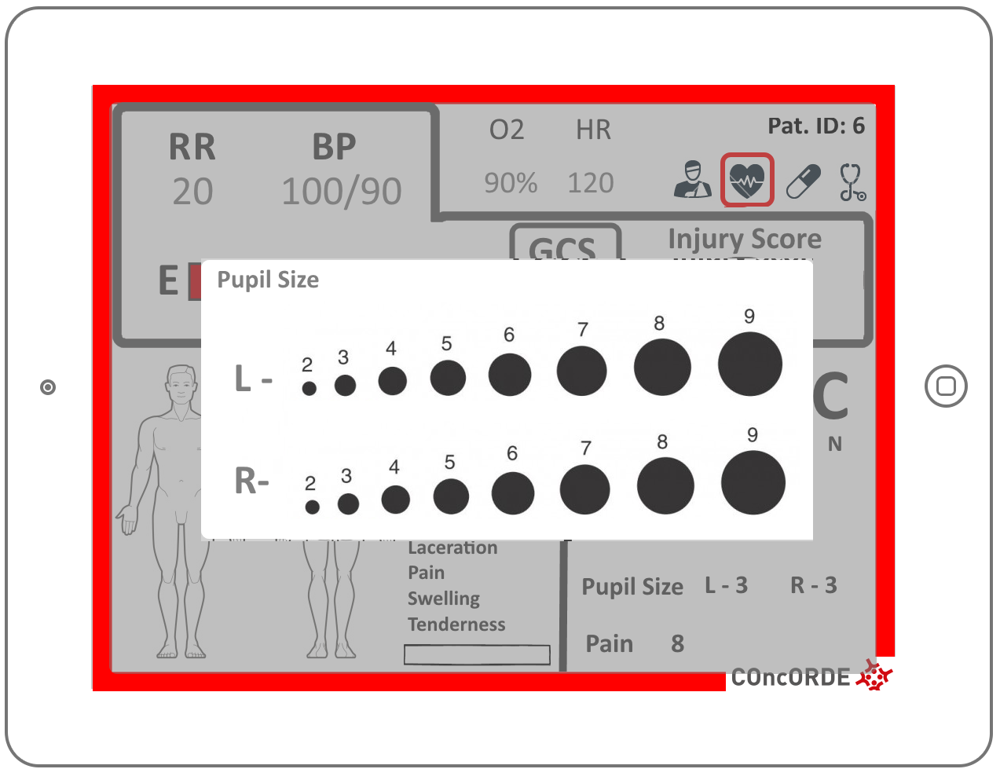 RR BP O2 HR Pat. ID: 6
20 100/90 90% 120
GCS Injury Score
E
Pupil Size
L - 2 3 4 5 6 7 8 9
R- 2 3 4 5 6 7 8 9
C
N
Laceration
Pain
Swelling
Tenderness
Pupil Size L - 3 R - 3
Pain 8
COncORDE